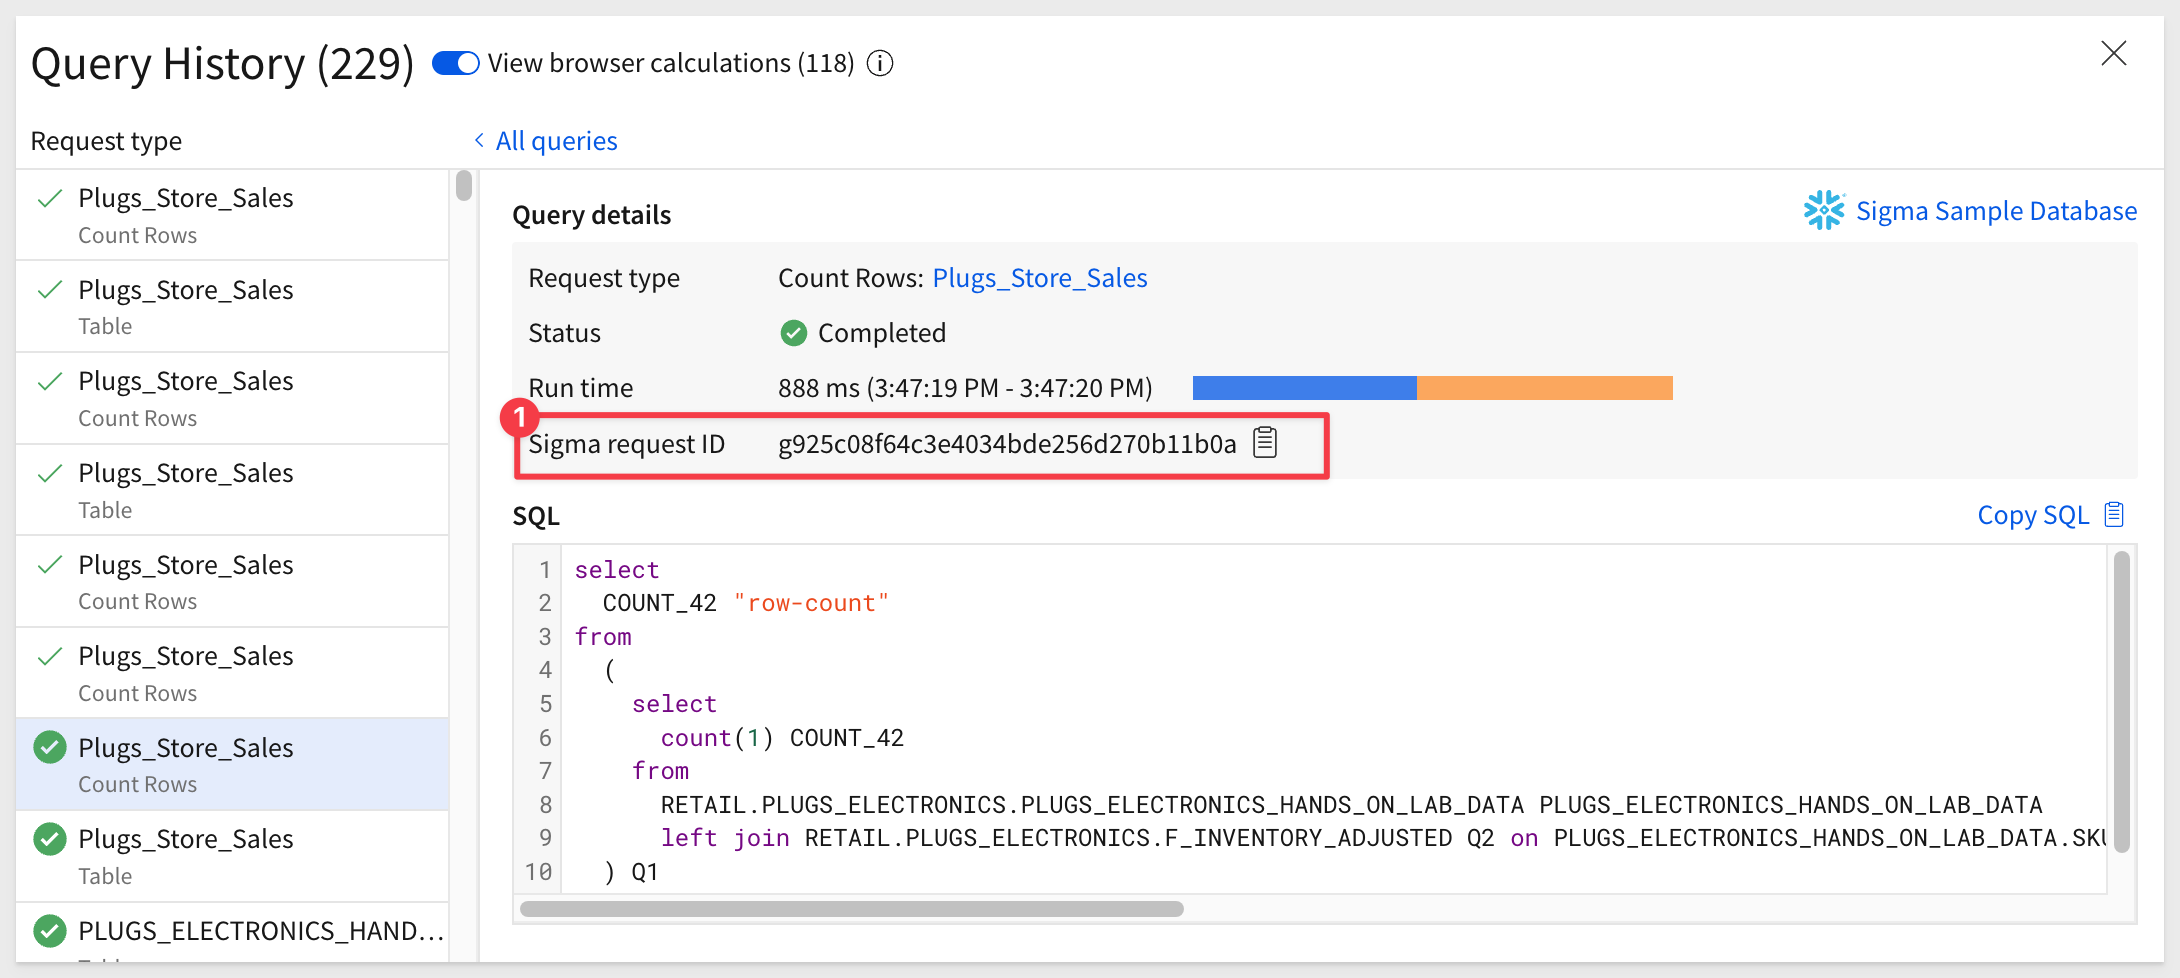 Query History (229)
View browser calculations (118)
Request type
All queries
Plugs_Store_Sales
Count Rows
Plugs_Store_Sales
Table
Plugs_Store_Sales
Count Rows
Plugs_Store_Sales
Table
Plugs_Store_Sales
Count Rows
Plugs_Store_Sales
Count Rows
Plugs_Store_Sales
Count Rows
Plugs_Store_Sales
Table
PLUGS_ELECTRONICS_HAND...
Query details
Sigma Sample Database
Request type Count Rows: Plugs_Store_Sales
Status Completed
Run time 888 ms (3:47:19 PM - 3:47:20 PM)
1
Sigma request ID g925c08f64c3e4034bde256d270b11b0a
SQL
Copy SQL
1 select
2 COUNT_42 "row-count"
3 from
4 (
5 select
6 count(1) COUNT_42
7 from
8 RETAIL.PLUGS_ELECTRONICS.PLUGS_ELECTRONICS_HANDS_ON_LAB_DATA PLUGS_ELECTRONICS_HANDS_ON_LAB_DATA
9 left join RETAIL.PLUGS_ELECTRONICS.F_INVENTORY_ADJUSTED Q2 on PLUGS_ELECTRONICS_HANDS_ON_LAB_DATA.SKU
10 ) Q1